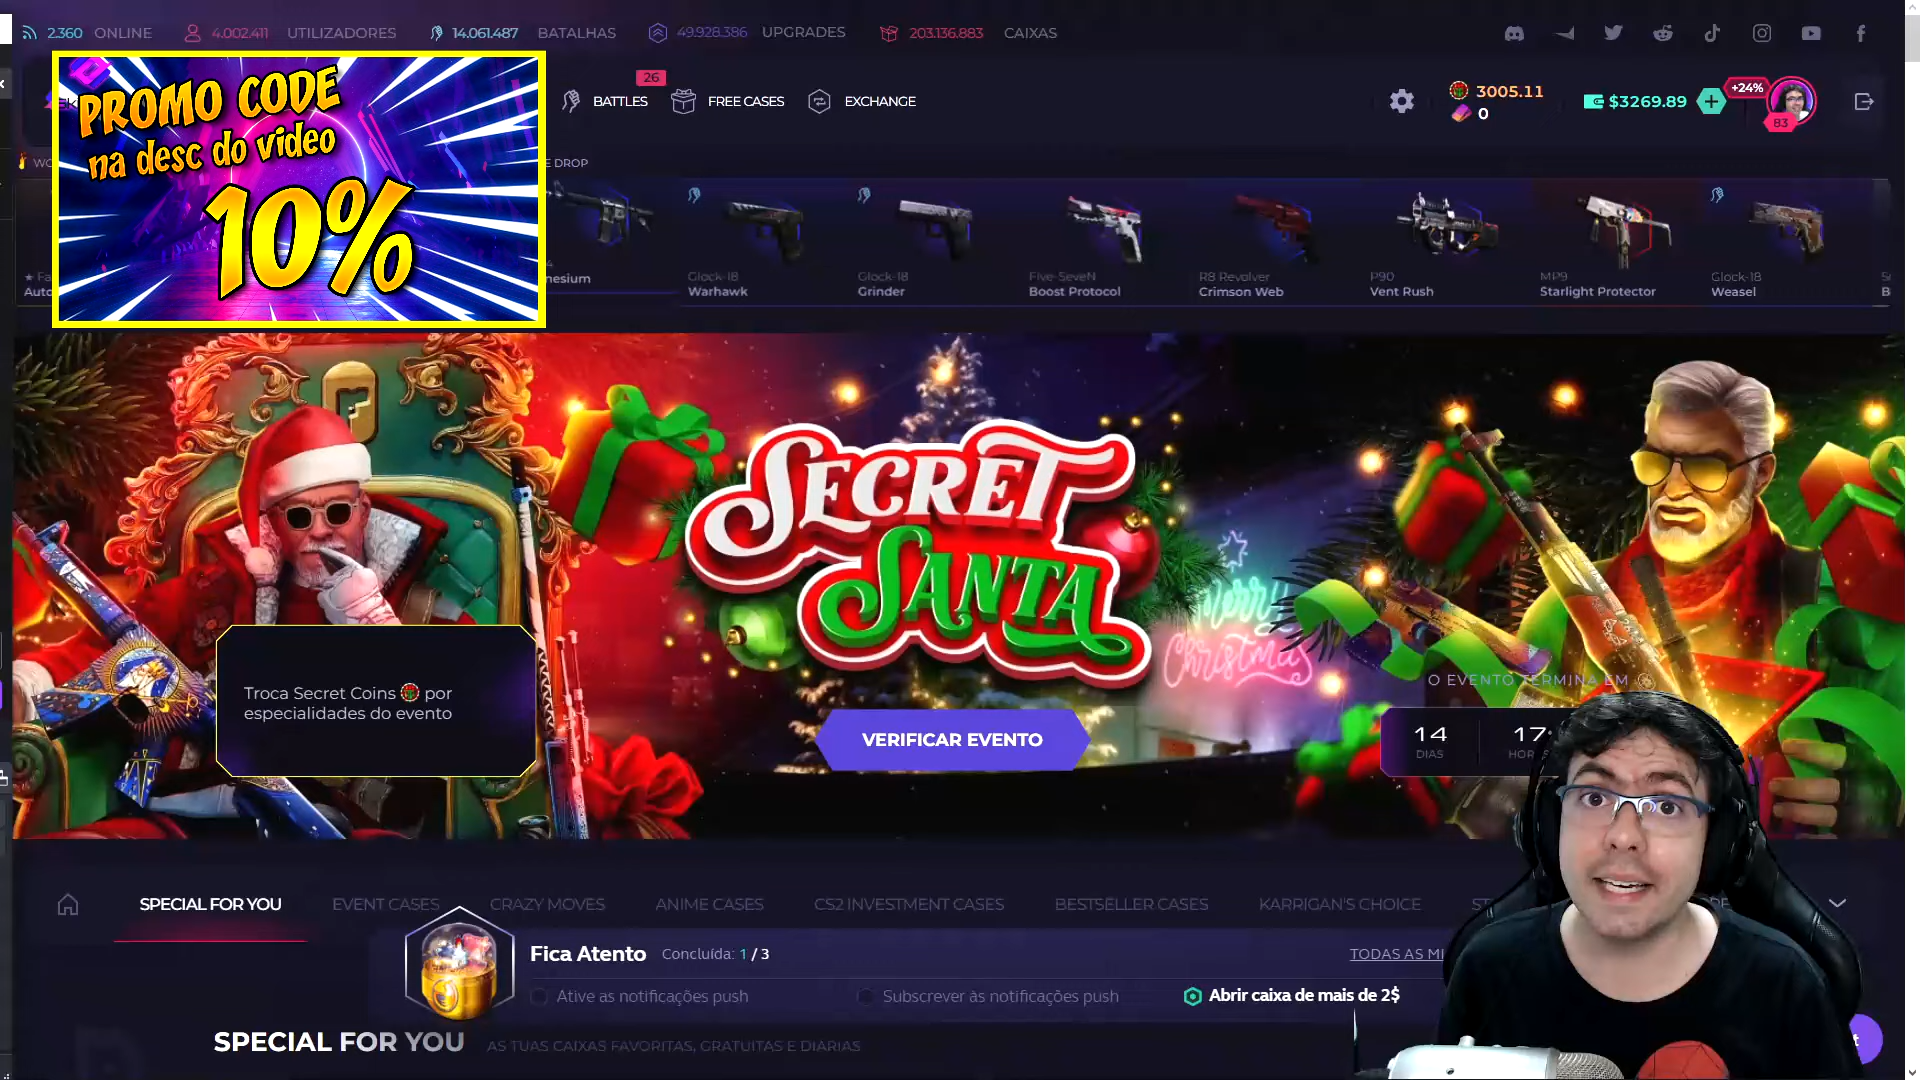 2.360 ONLINE 4.002.411 UTILIZADORES 14.061.487 BATALHAS 49.928.386 UPGRADES 203.136.883 CAIXAS
PROMO CODE
na desc do video
10%
26
BATTLES FREE CASES EXCHANGE
3005.11
0
$3269.89
+24%
83
DROP
nesium
Glock-18
Warhawk
Glock-18
Grinder
Five-SeveN
Boost Protocol
R8 Revolver
Crimson Web
P90
Vent Rush
MP9
Starlight Protector
Glock-18
Weasel
SECRET
SANTA
Merry
Christmas
Troca Secret Coins por
especialidades do evento
VERIFICAR EVENTO
O EVENTO TERMINA EM
14
DIAS
17
HOR
SPECIAL FOR YOU EVENT CASES CRAZY MOVES ANIME CASES CS2 INVESTMENT CASES BESTSELLER CASES KARRIGAN'S CHOICE
Fica Atento Concluída: 1 / 3
TODAS AS MI
Ative as notificações push Subscrever às notificações push Abrir caixa de mais de 2$
SPECIAL FOR YOU AS TUAS CAIXAS FAVORITAS, GRATUITAS E DIARIAS